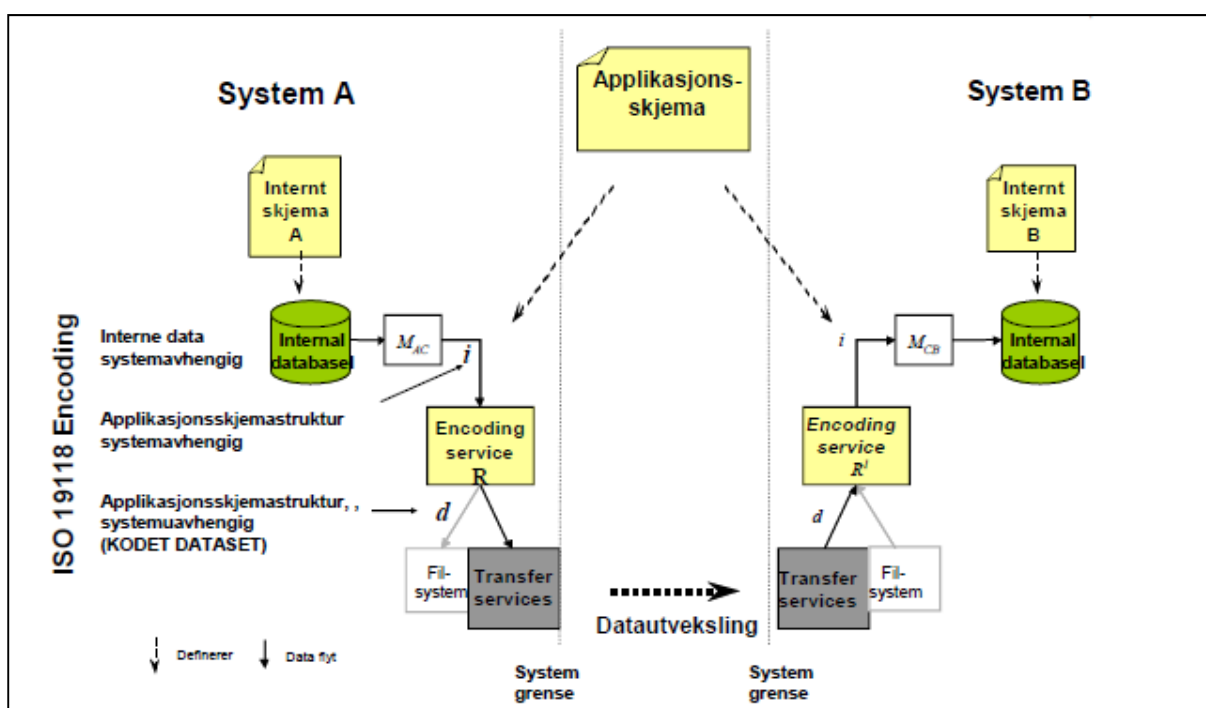 System A
Applikasjons-
skjema
System B
Internt
skjema
A
Internt
skjema
B
ISO 19118 Encoding
Interne data
systemavhengig
Internal
databasel
M_AC
i
i
M_CB
Internal
databasel
Applikasjonsskjemastruktur
systemavhengig
Encoding
service
R
Encoding
service
R^I
Applikasjonsskjemastruktur, ,
systemuavhengig
(KODET DATASET)
d
d
Fil-
system
Transfer
services
Datautveksling
Transfer
services
Fil-
system
Definerer
Data flyt
System
grense
System
grense